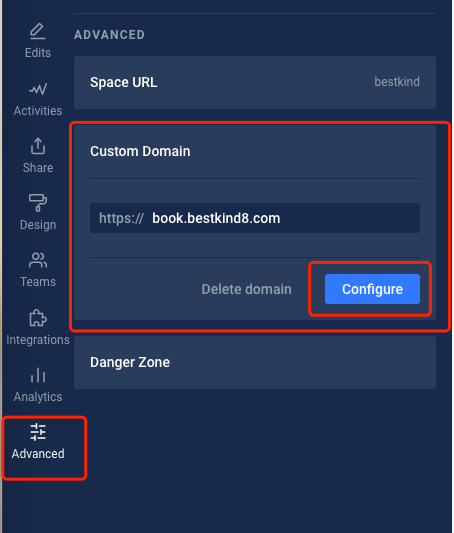 Edits
Activities
Share
Design
Teams
Integrations
Analytics
Advanced
ADVANCED
Space URL bestkind
Custom Domain
https:// book.bestkind8.com
Delete domain Configure
Danger Zone